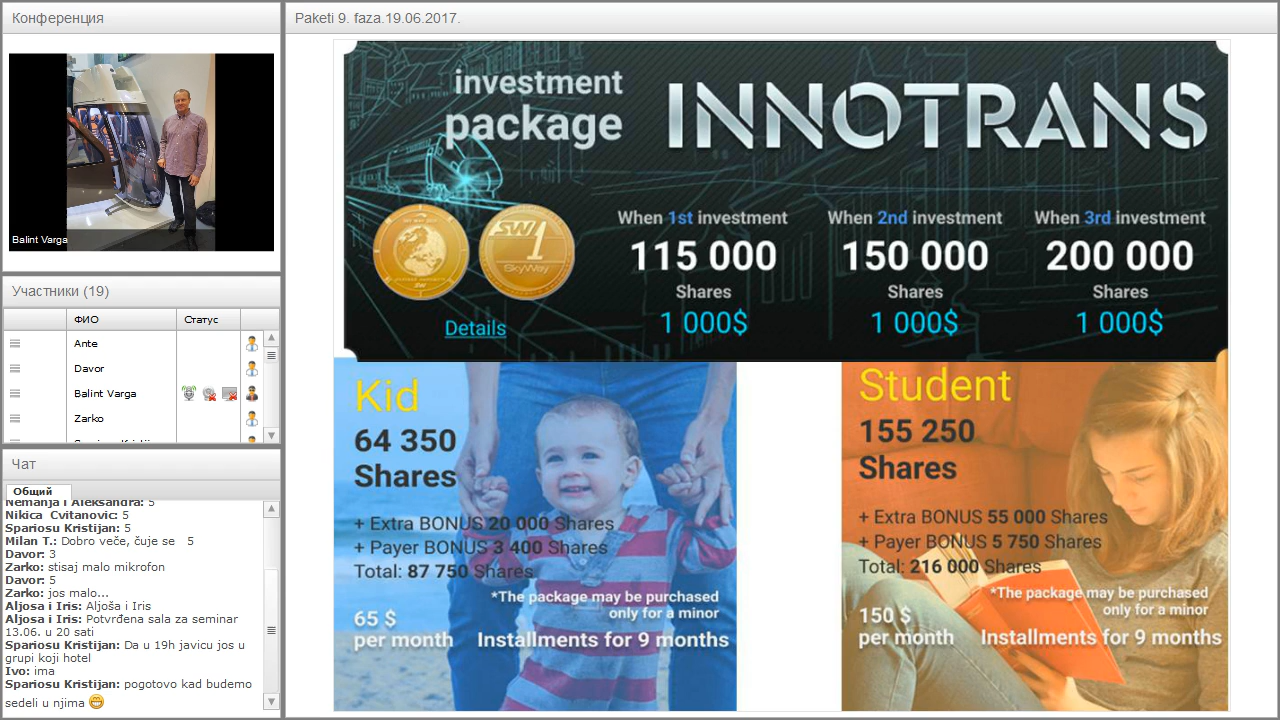 Конференция
Balint Varga
Участники (19)
ФИО
Статус
Ante
Davor
Balint Varga
Zarko
Чат
Общий
Nemanja i Aleksandra: 5
Nikica Cvitanovic: 5
Spariosu Kristijan: 5
Milan T.: Dobro veče, čuje se 5
Davor: 3
Zarko: stisaj malo mikrofon
Davor: 5
Zarko: jos malo...
Aljosa i Iris: Aljoša i Iris
Aljosa i Iris: Potvrđena sala za seminar
13.06. u 20 sati
Spariosu Kristijan: Da u 19h javicu jos u
grupi koji hotel
Ivo: ima
Spariosu Kristijan: pogotovo kad budemo
sedeli u njima
Paketi 9. faza.19.06.2017.
investment
package
INNOTRANS
SW1
SkyWay
SW
Details
When 1st investment
115 000
Shares
1 000$
When 2nd investment
150 000
Shares
1 000$
When 3rd investment
200 000
Shares
1 000$
Kid
64 350
Shares
+ Extra BONUS 20 000 Shares
+ Payer BONUS 3 400 Shares
Total: 87 750 Shares
*The package may be purchased
only for a minor
65 $
per month
Installments for 9 months
Student
155 250
Shares
+ Extra BONUS 55 000 Shares
+ Payer BONUS 5 750 Shares
Total: 216 000 Shares
*The package may be purchased
only for a minor
150 $
per month
Installments for 9 months